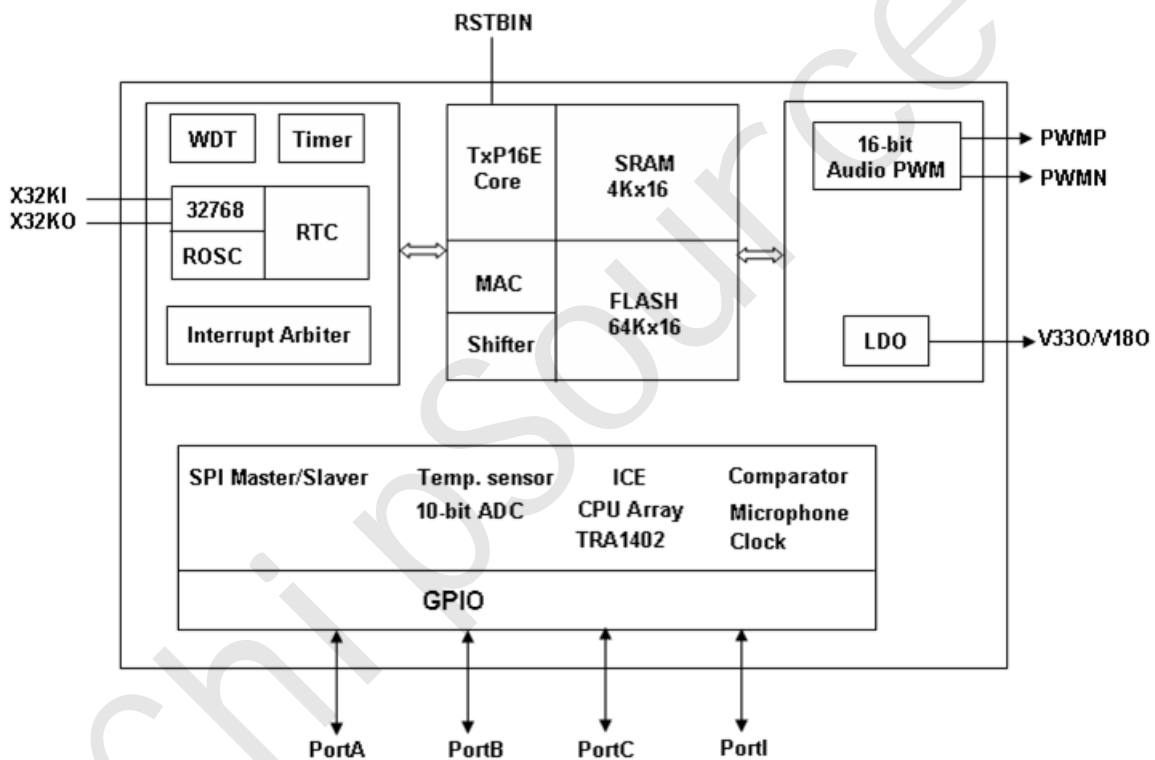 RSTBIN
WDT
Timer
X32KI
X32KO
32768
ROSC
RTC
Interrupt Arbiter
TxP16E
Core
SRAM
4Kx16
MAC
Shifter
FLASH
64Kx16
16-bit
Audio PWM
PWMP
PWMN
LDO
V33O/V18O
SPI Master/Slaver
Temp. sensor
10-bit ADC
ICE
CPU Array
TRA1402
Comparator
Microphone
Clock
GPIO
PortA
PortB
PortC
PortI
Chip Source